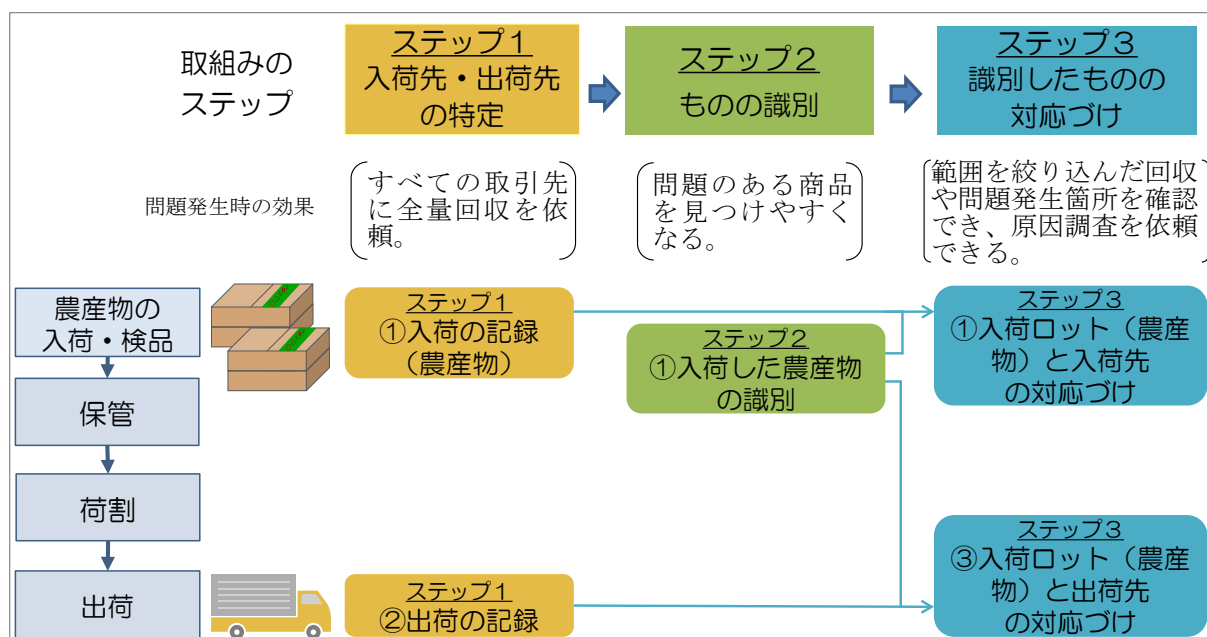 取組みの
ステップ
ステップ１
入荷先・出荷先
の特定
ステップ２
ものの識別
ステップ３
識別したものの
対応づけ
問題発生時の効果
すべての取引先
に全量回収を依
頼。
問題のある商品
を見つけやすく
なる。
範囲を絞り込んだ回収
や問題発生箇所を確認
でき、原因調査を依頼
できる。
農産物の
入荷・検品
保管
荷割
出荷
ステップ１
①入荷の記録
（農産物）
ステップ２
①入荷した農産物
の識別
ステップ３
①入荷ロット（農産
物）と入荷先
の対応づけ
ステップ１
②出荷の記録
ステップ３
③入荷ロット（農産
物）と出荷先
の対応づけ